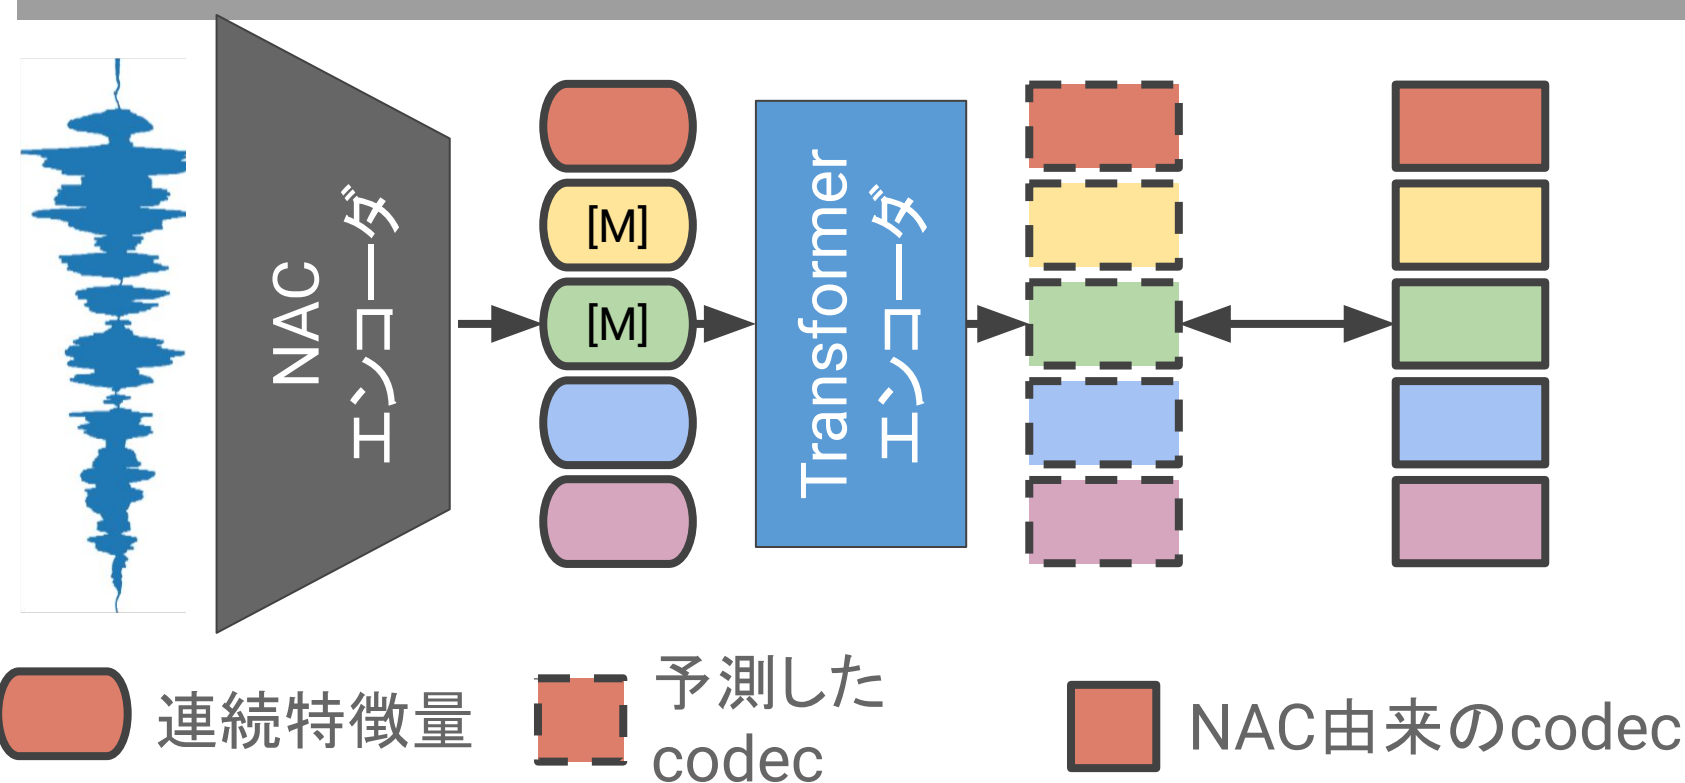 NAC
エンコーダ
[M]
[M]
Transformer
エンコーダ
連続特徴量
予測した
codec
NAC由来のcodec